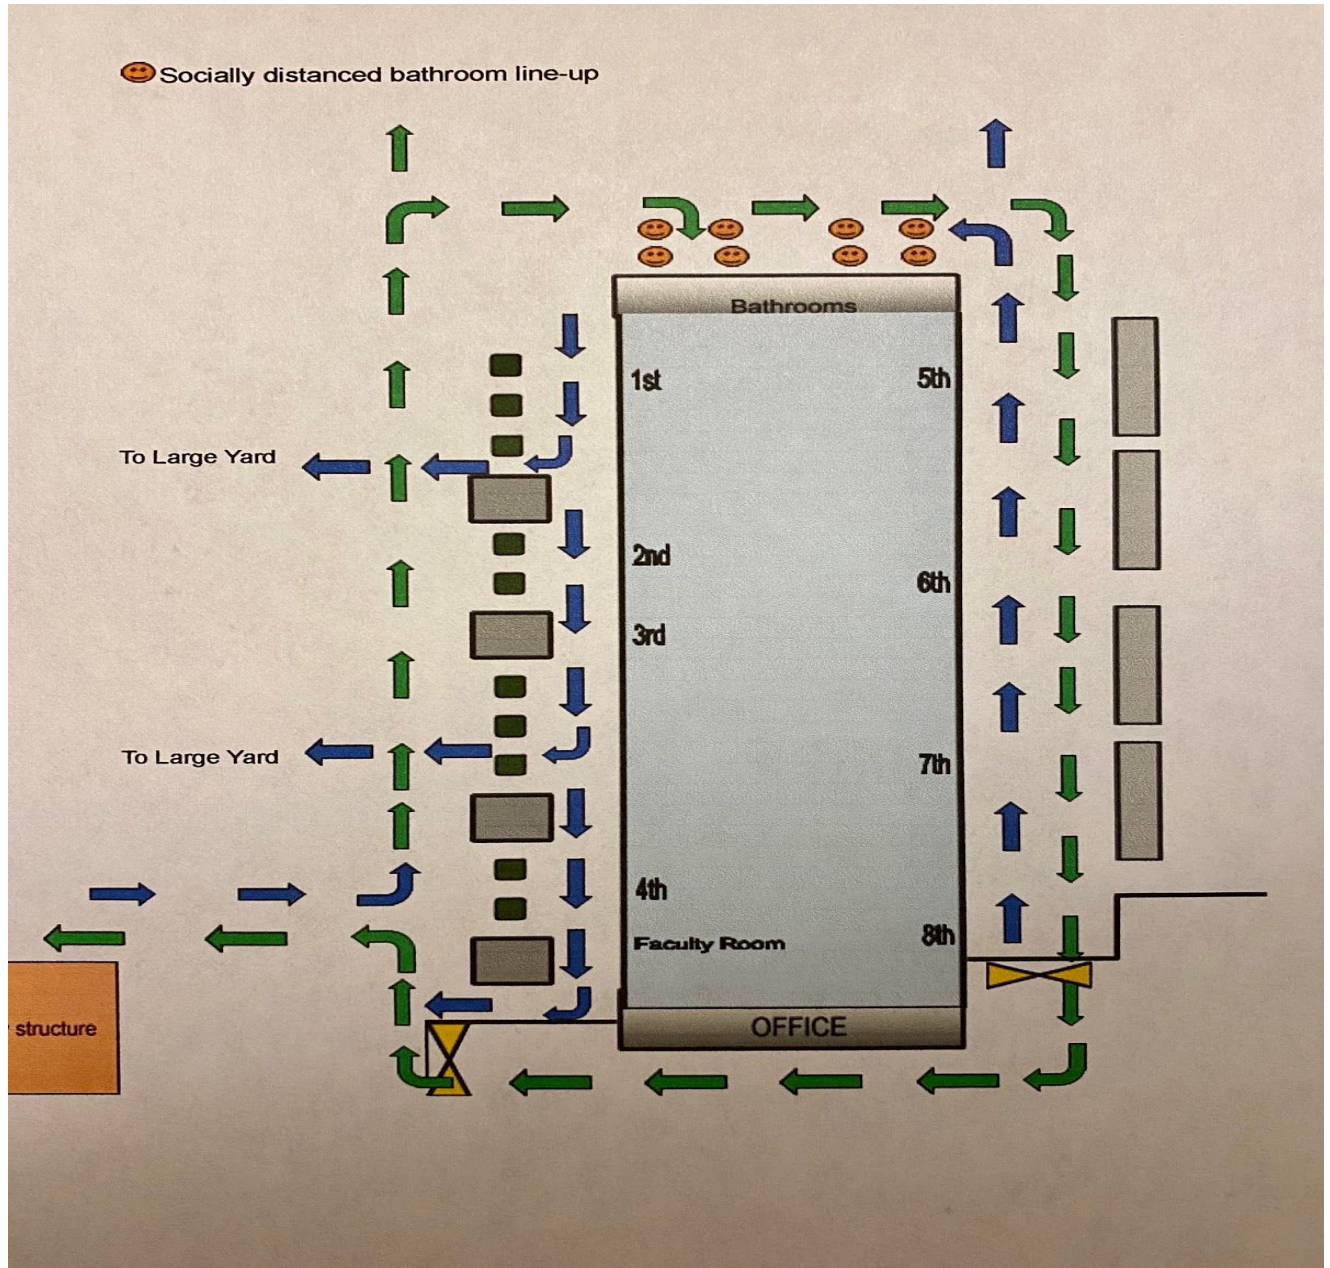 Socially distanced bathroom line-up
Bathrooms
1st
5th
To Large Yard
2nd
6th
3rd
To Large Yard
7th
4th
8th
Faculty Room
structure
OFFICE